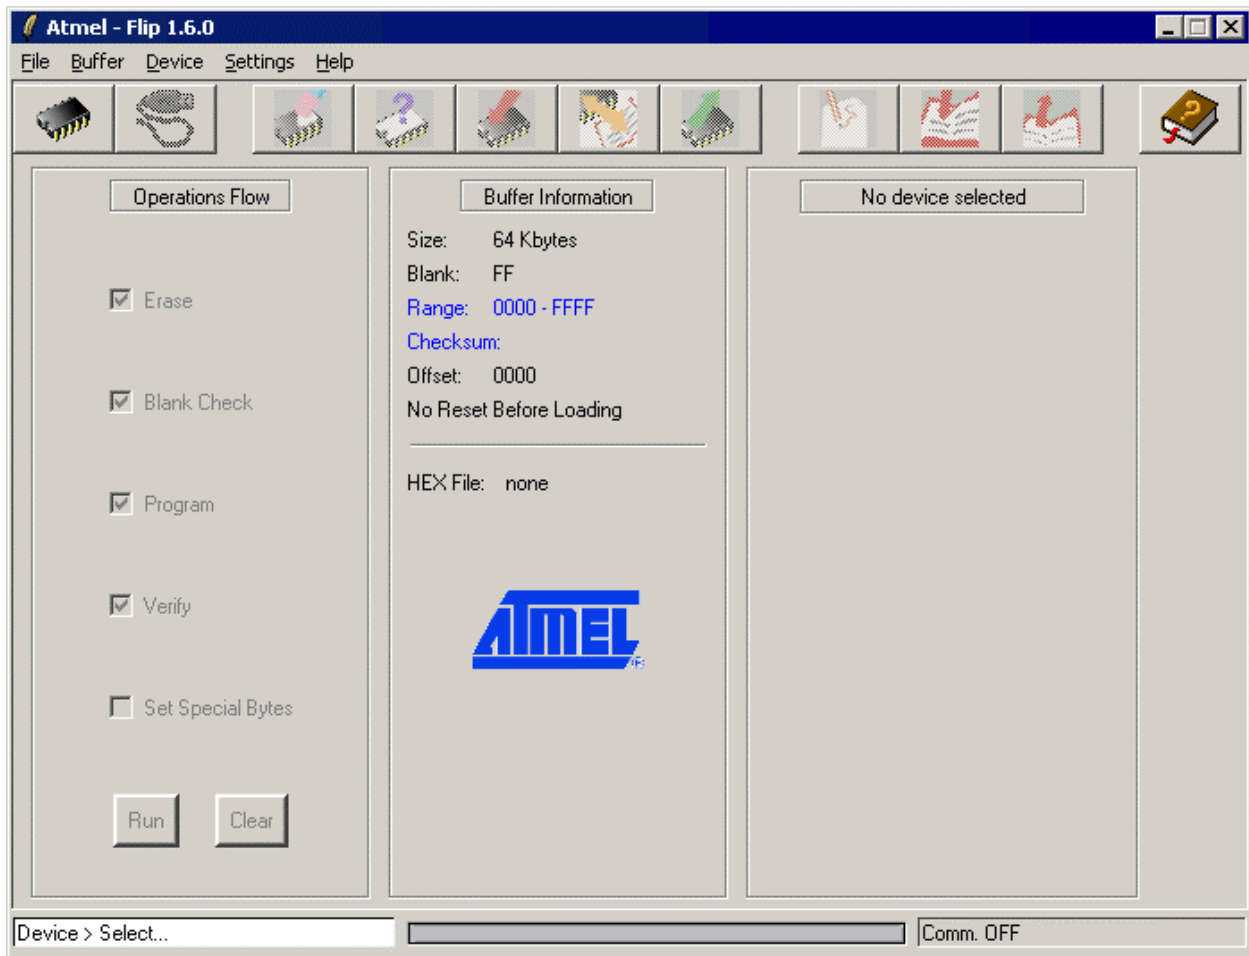 Atmel - Flip 1.6.0
File Buffer Device Settings Help
Operations Flow
Erase
Blank Check
Program
Verify
Set Special Bytes
Run Clear
Buffer Information
Size: 64 Kbytes
Blank: FF
Range: 0000 - FFFF
Checksum:
Offset: 0000
No Reset Before Loading
HEX File: none
ATMEL
®
No device selected
Device > Select...
Comm. OFF